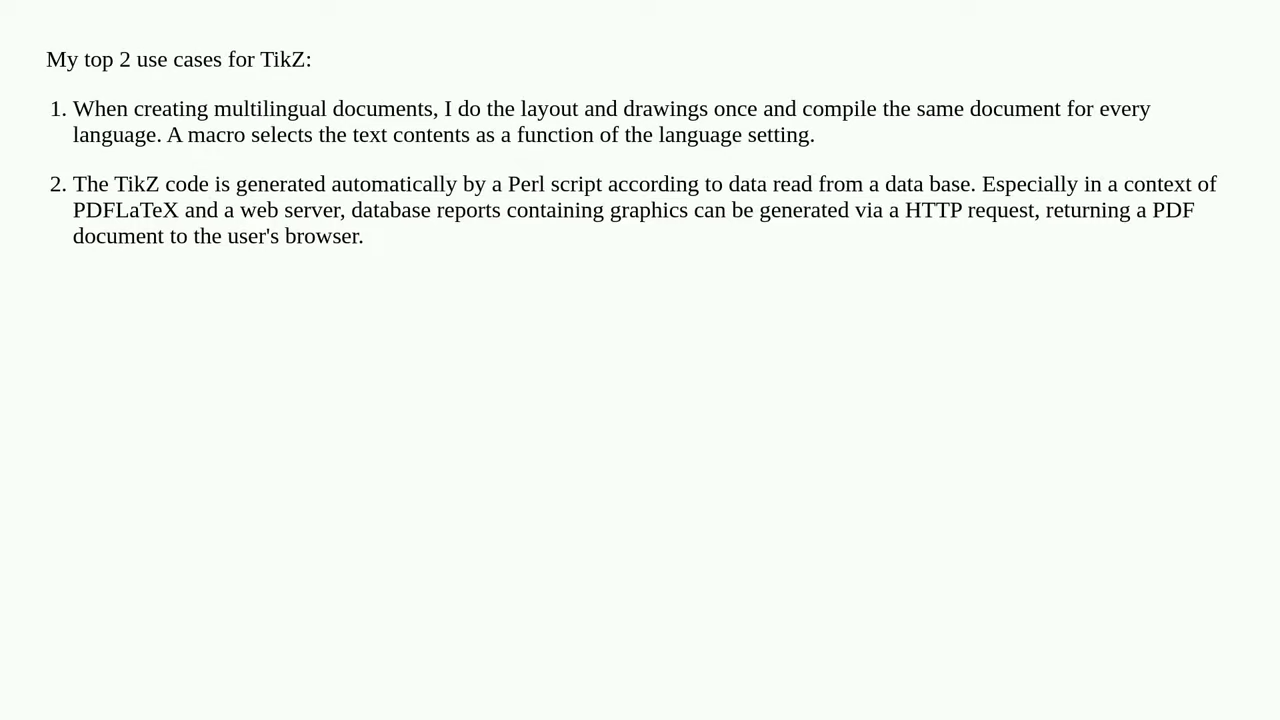 My top 2 use cases for TikZ:
1. When creating multilingual documents, I do the layout and drawings once and compile the same document for every
language. A macro selects the text contents as a function of the language setting.
2. The TikZ code is generated automatically by a Perl script according to data read from a data base. Especially in a context of
PDFLaTeX and a web server, database reports containing graphics can be generated via a HTTP request, returning a PDF
document to the user's browser.